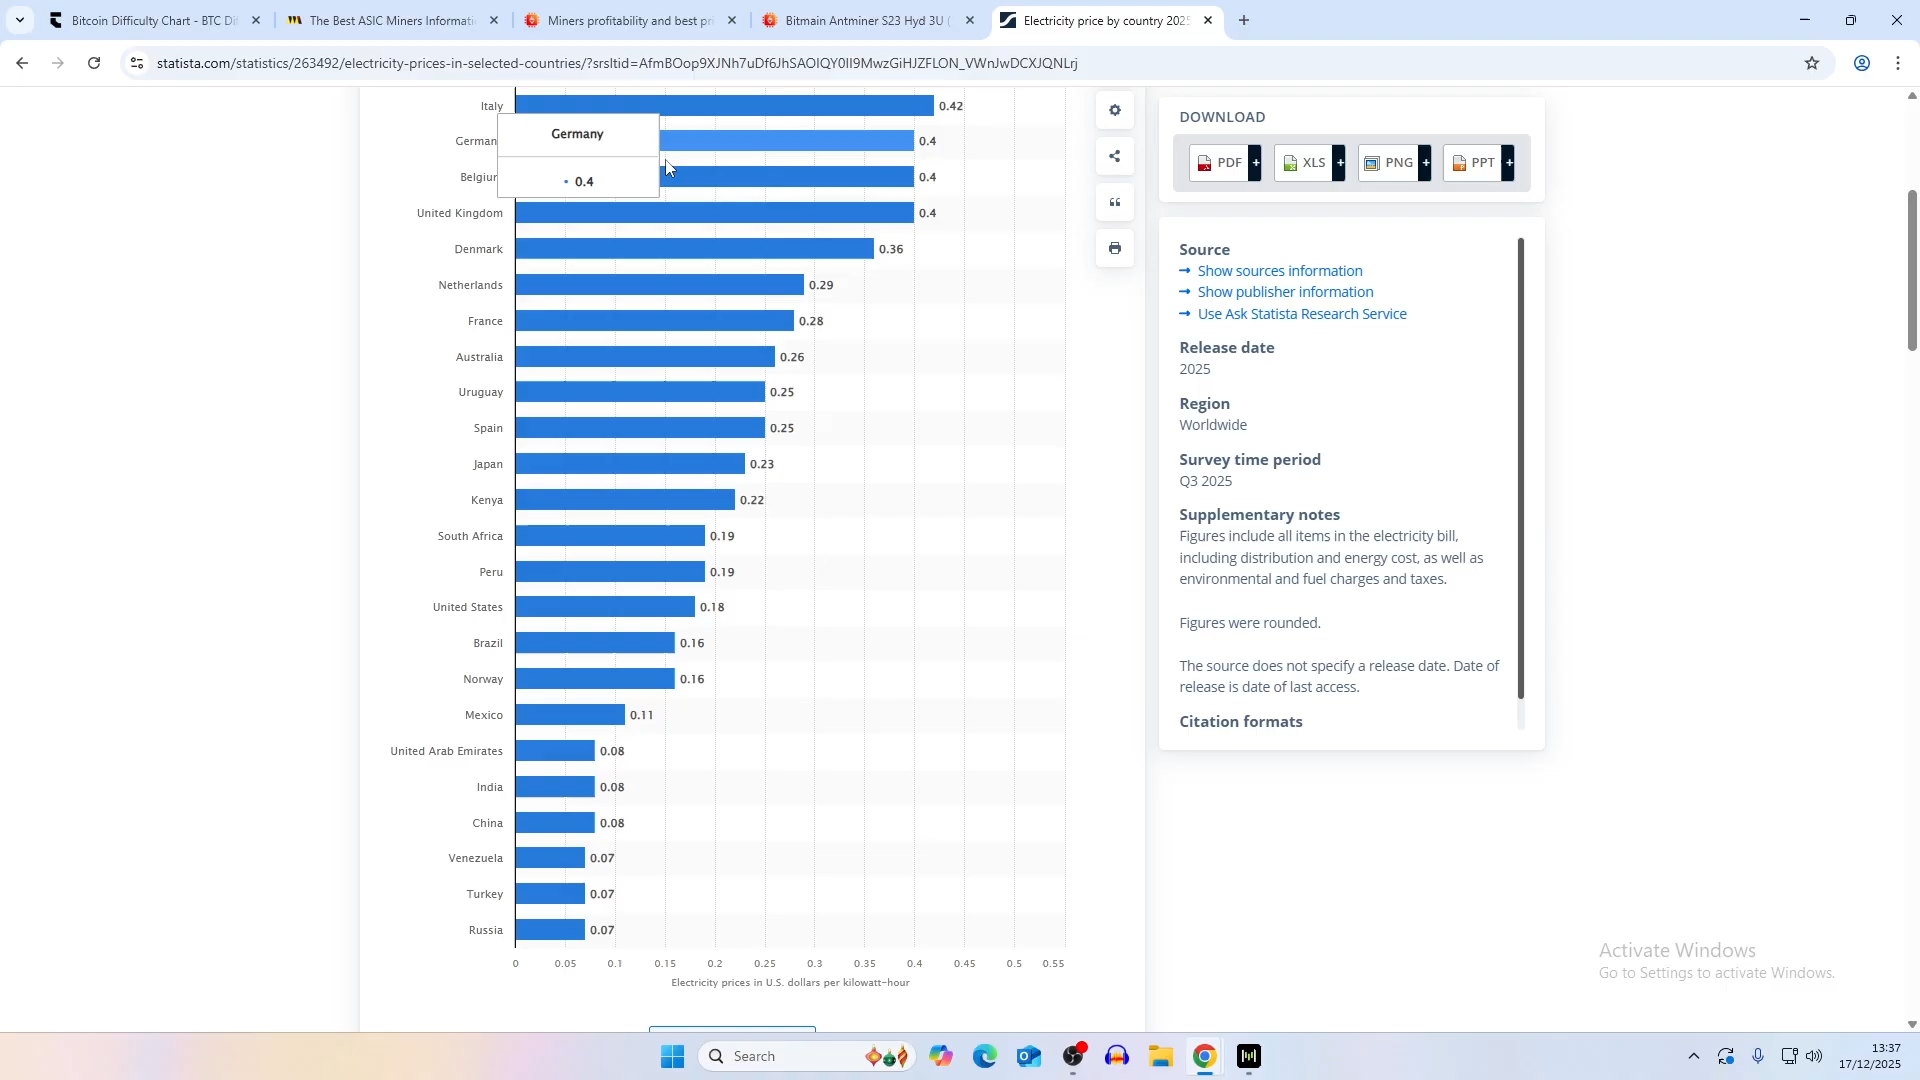 Bitcoin Difficulty Chart - BTC Di
The Best ASIC Miners Informati
Miners profitability and best pr
Bitmain Antminer S23 Hyd 3U (
Electricity price by country 2025
statista.com/statistics/263492/electricity-prices-in-selected-countries/?srsltid=AfmBOop9XJNh7uDf6JhSAOIQY0II9MwzGiHJZFLON_VWnJwDCXJQNLrj
Italy 0.42
German 0.4
Germany
0.4
Belgium 0.4
United Kingdom 0.4
Denmark 0.36
Netherlands 0.29
France 0.28
Australia 0.26
Uruguay 0.25
Spain 0.25
Japan 0.23
Kenya 0.22
South Africa 0.19
Peru 0.19
United States 0.18
Brazil 0.16
Norway 0.16
Mexico 0.11
United Arab Emirates 0.08
India 0.08
China 0.08
Venezuela 0.07
Turkey 0.07
Russia 0.07
0 0.05 0.1 0.15 0.2 0.25 0.3 0.35 0.4 0.45 0.5 0.55
Electricity prices in U.S. dollars per kilowatt-hour
DOWNLOAD
PDF + XLS + PNG + PPT +
Source
→ Show sources information
→ Show publisher information
→ Use Ask Statista Research Service
Release date
2025
Region
Worldwide
Survey time period
Q3 2025
Supplementary notes
Figures include all items in the electricity bill,
including distribution and energy cost, as well as
environmental and fuel charges and taxes.
Figures were rounded.
The source does not specify a release date. Date of
release is date of last access.
Citation formats
Activate Windows
Go to Settings to activate Windows.
Search
13:37
17/12/2025